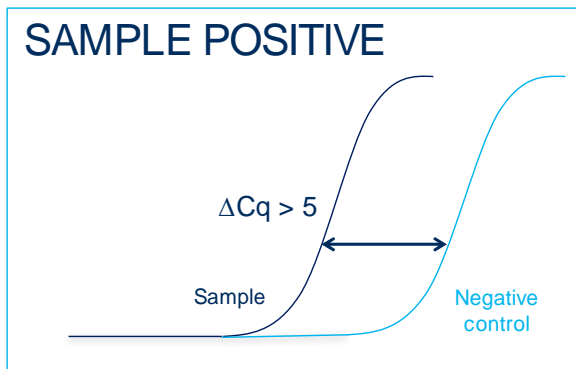 SAMPLE POSITIVE
ΔCq > 5
Sample
Negative
control